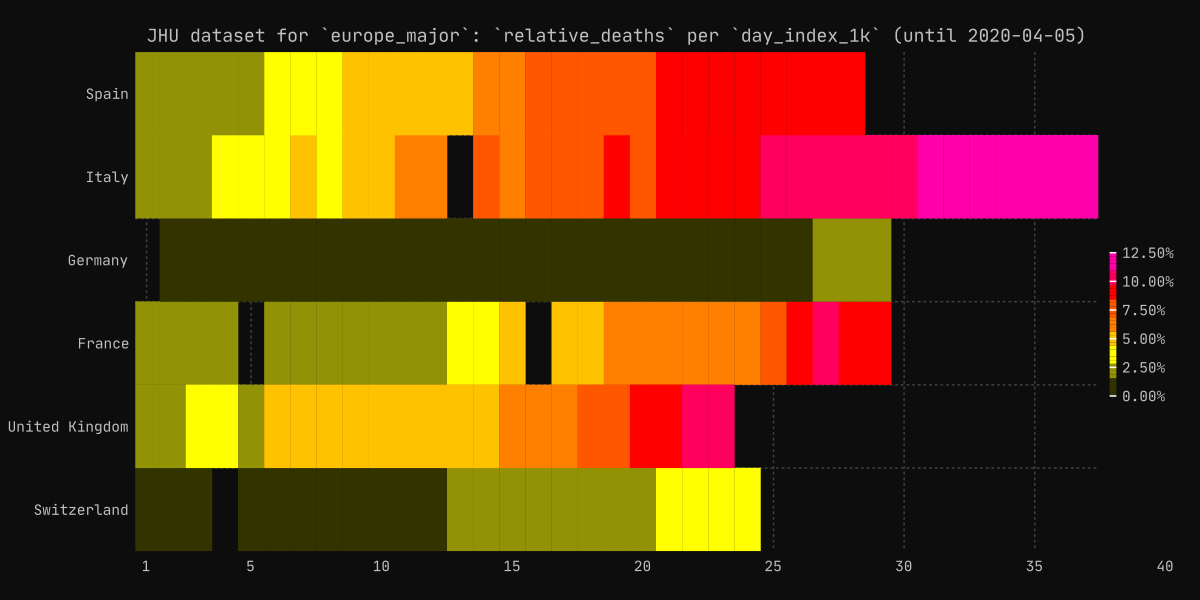 JHU dataset for `europe_major`: `relative_deaths` per `day_index_1k` (until 2020-04-05)
Spain
Italy
Germany
France
United Kingdom
Switzerland
12.50%
10.00%
7.50%
5.00%
2.50%
0.00%
1 5 10 15 20 25 30 35 40